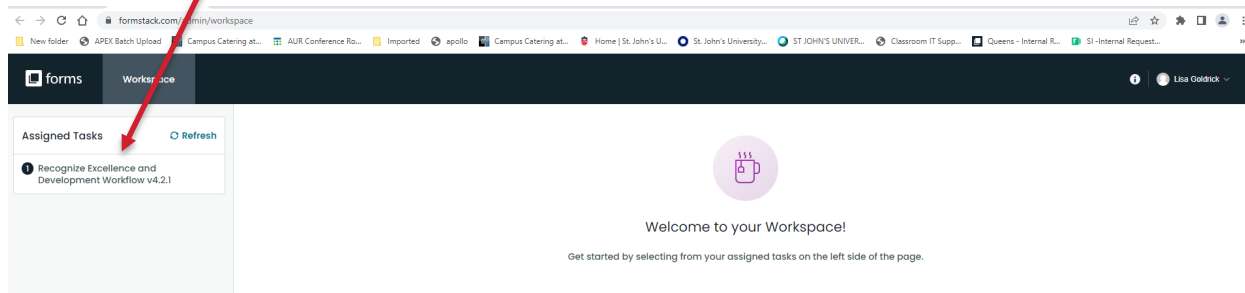 formstack.com/admin/workspace
New folder APEX Batch Upload Campus Catering at... AUR Conference Ro... Imported apollo Campus Catering at... Home | St. John's U... St. John's University... ST JOHN'S UNIVER... Classroom IT Supp... Queens - Internal R... SI -Internal Request... »
forms Workspace Lisa Goldrick
Assigned Tasks Refresh
1 Recognize Excellence and
Development Workflow v4.2.1
Welcome to your Workspace!
Get started by selecting from your assigned tasks on the left side of the page.